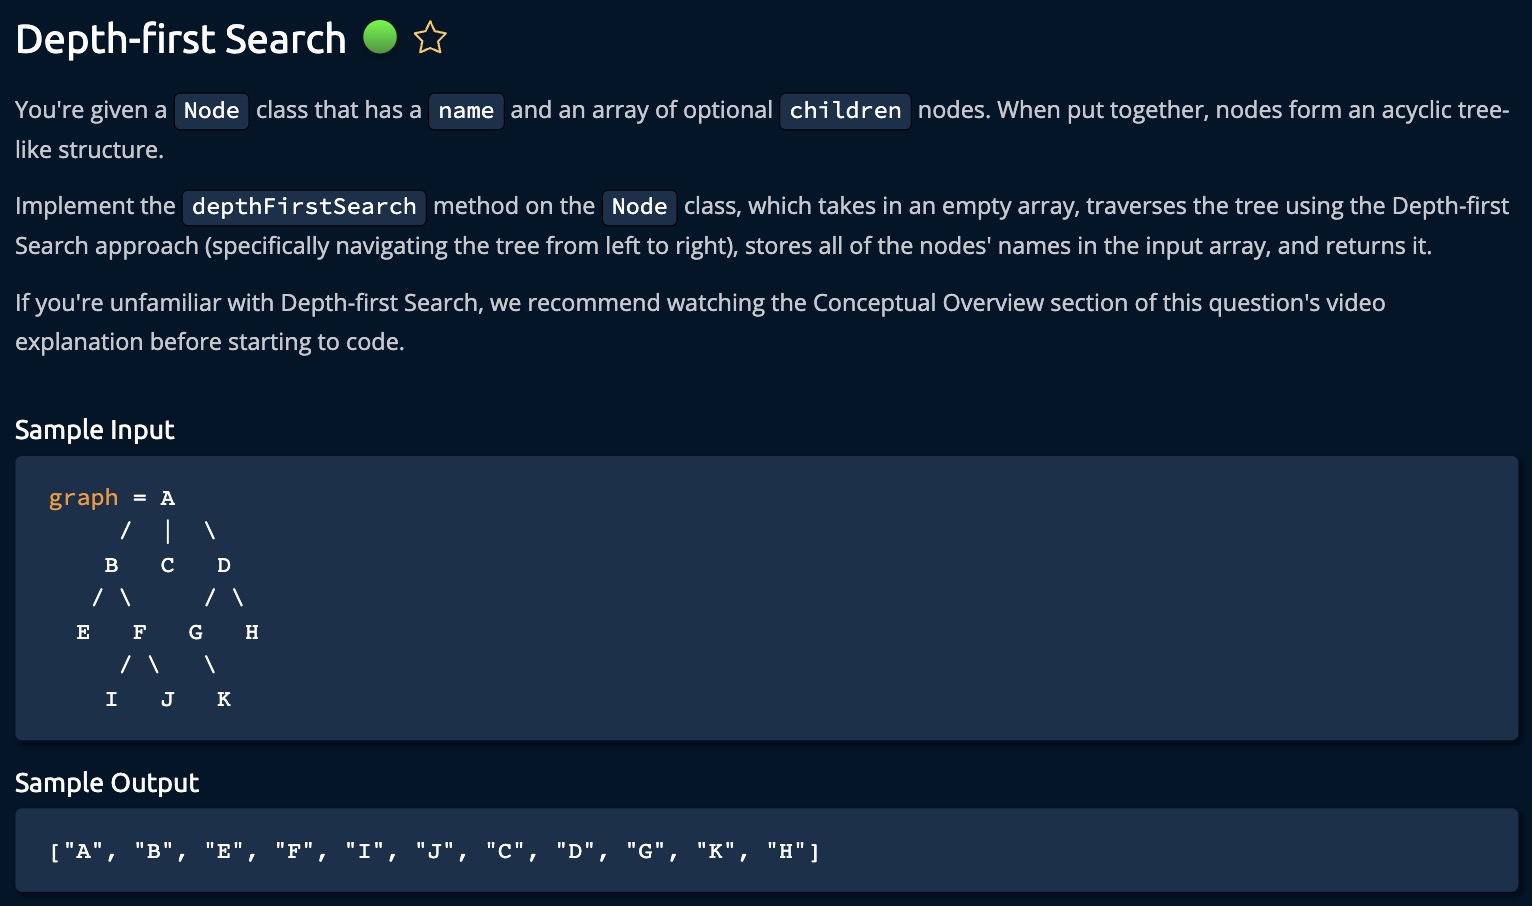 Depth-first Search
You're given a Node class that has a name and an array of optional children nodes. When put together, nodes form an acyclic tree-
like structure.
Implement the depthFirstSearch method on the Node class, which takes in an empty array, traverses the tree using the Depth-first
Search approach (specifically navigating the tree from left to right), stores all of the nodes' names in the input array, and returns it.
If you're unfamiliar with Depth-first Search, we recommend watching the Conceptual Overview section of this question's video
explanation before starting to code.
Sample Input
graph = A
     /  |  \
    B   C   D
   / \     / \
  E   F   G   H
     / \   \
    I   J   K
Sample Output
["A", "B", "E", "F", "I", "J", "C", "D", "G", "K", "H"]